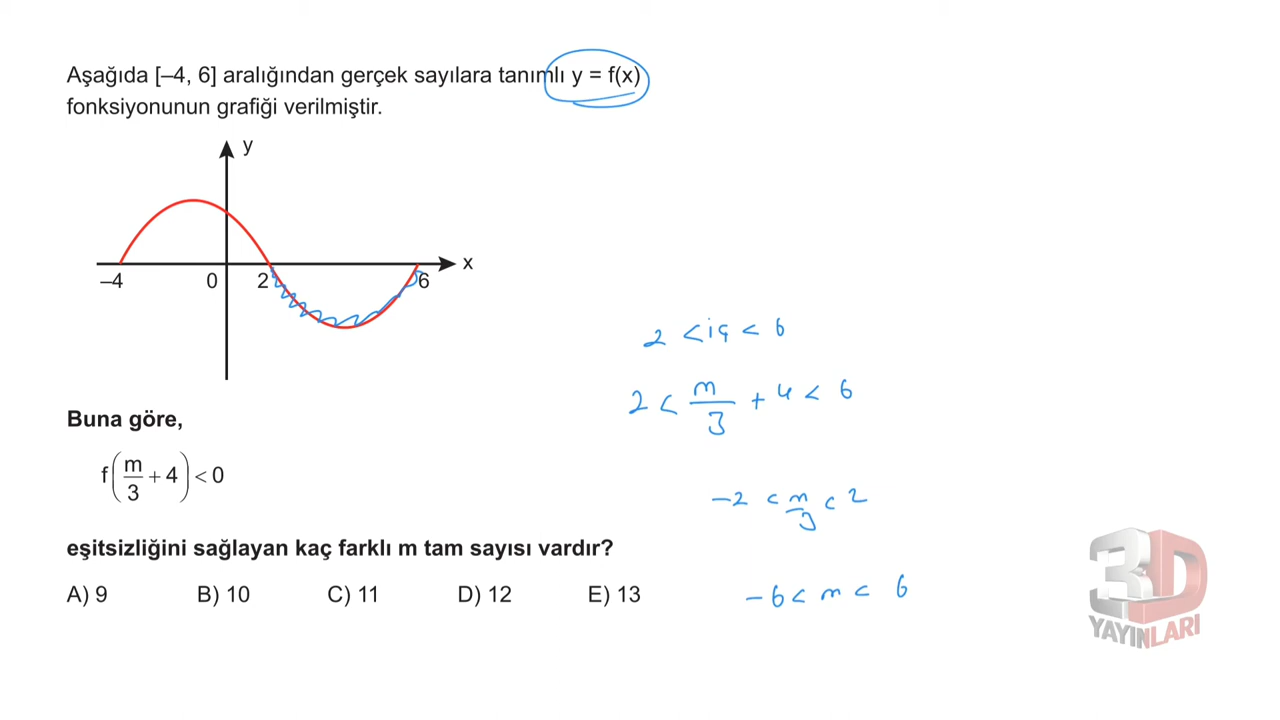 Aşağıda [–4, 6] aralığından gerçek sayılara tanımlı y = f(x)
fonksiyonunun grafiği verilmiştir.
y
x
–4 0 2 6
2 < iç < 6
2 < m/3 + 4 < 6
Buna göre,
f(m/3 + 4) < 0
–2 < m/3 < 2
eşitsizliğini sağlayan kaç farklı m tam sayısı vardır?
A) 9 B) 10 C) 11 D) 12 E) 13
–6 < m < 6
3D
YAYINLARI